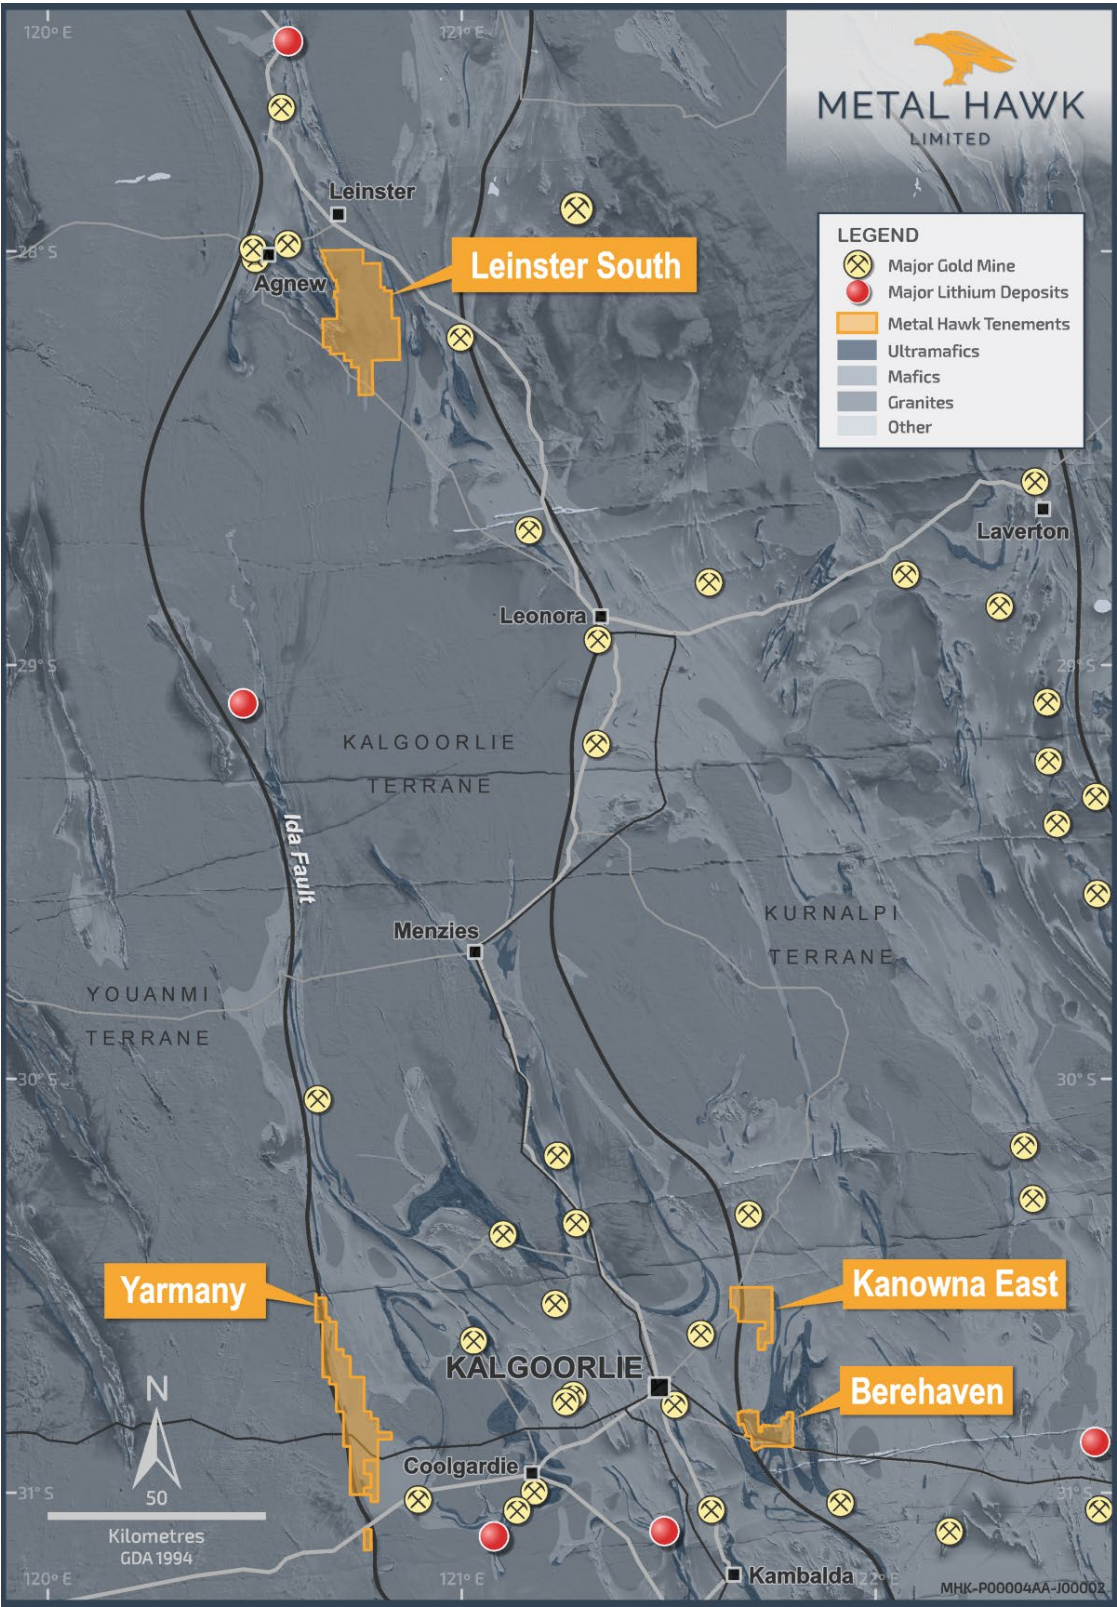 120° E
121° E
METAL HAWK
LIMITED
Leinster
28° S
Agnew
Leinster South
LEGEND
Major Gold Mine
Major Lithium Deposits
Metal Hawk Tenements
Ultramafics
Mafics
Granites
Other
Laverton
Leonora
29° S
29° S
KALGOORLIE
TERRANE
Ida Fault
KURNALPI
TERRANE
Menzies
YOUANMI
TERRANE
30° S
30° S
Yarmany
Kanowna East
KALGOORLIE
Berehaven
N
50
Kilometres
GDA 1994
Coolgardie
31° S
31° S
Kambalda
120° E
121° E
122° E
MHK-P00004AA-J00002